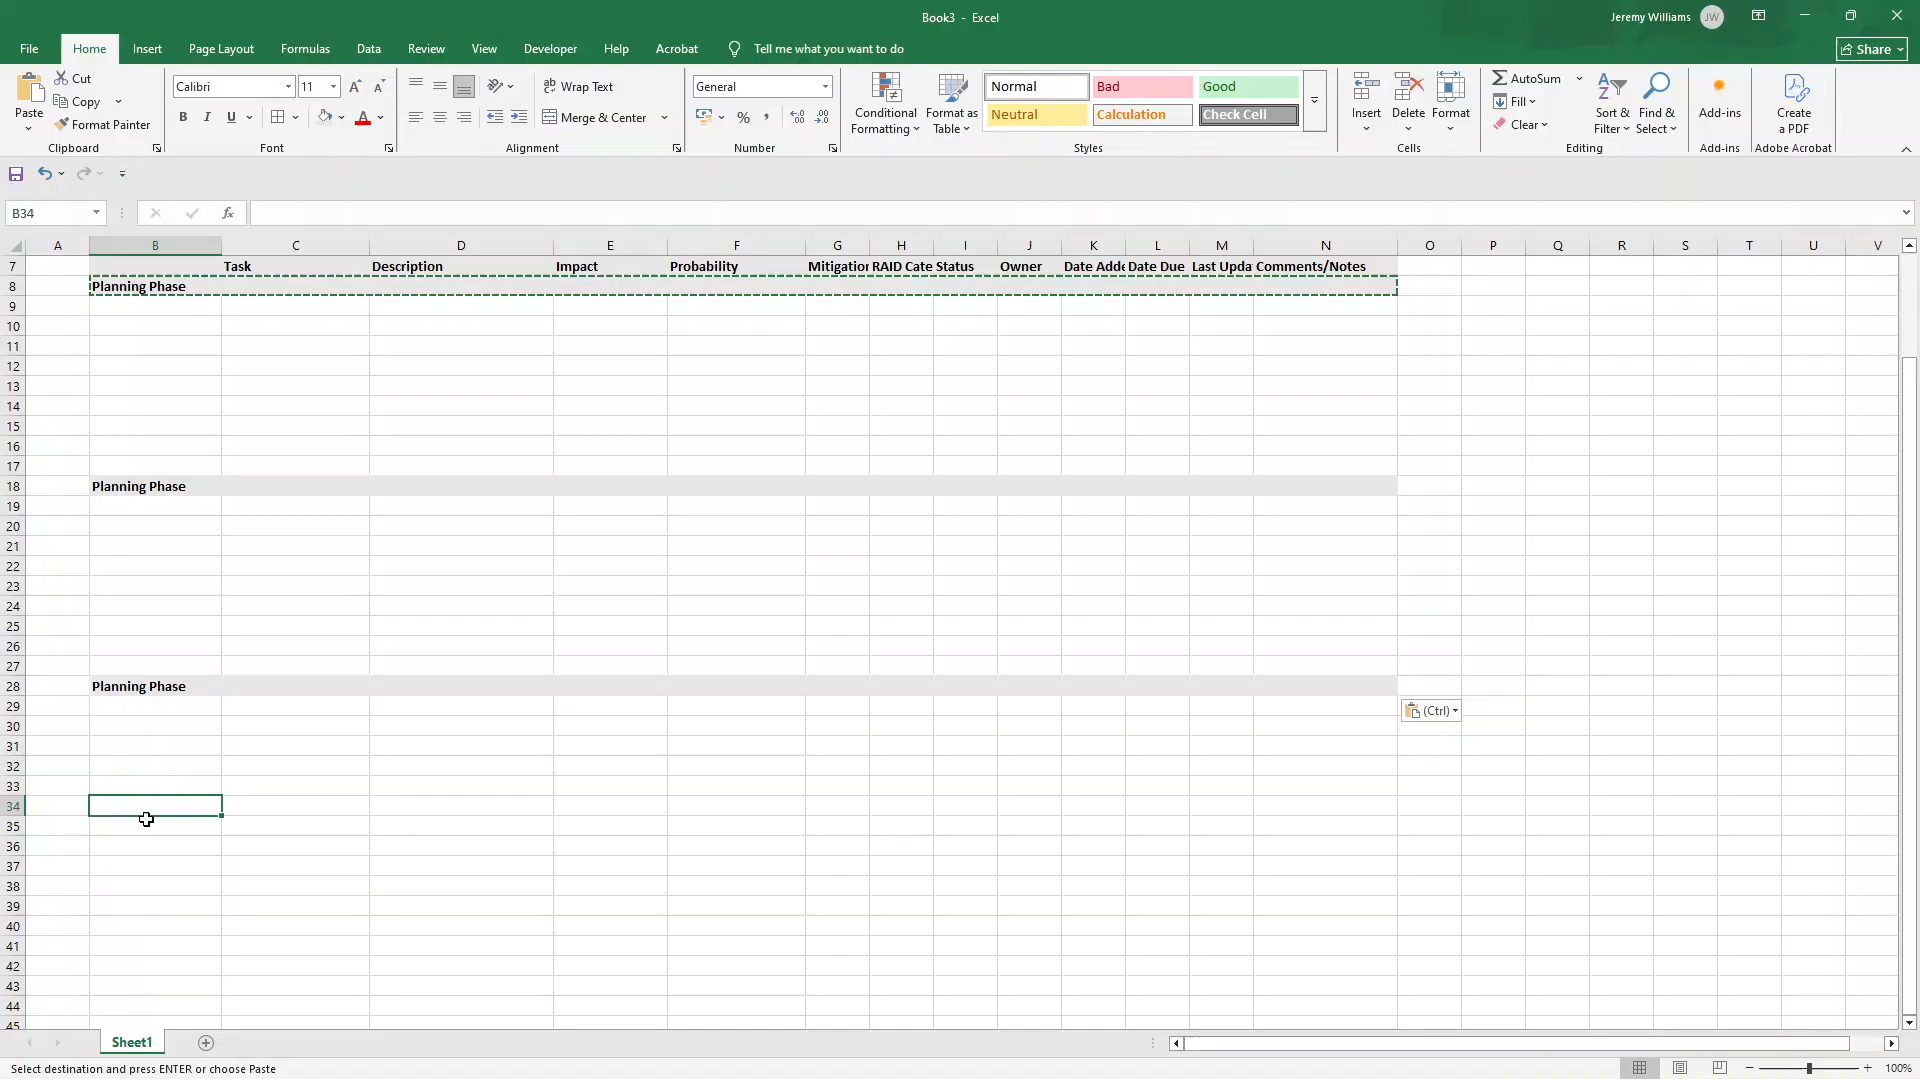 Book3 - Excel
Jeremy Williams JW
File Home Insert Page Layout Formulas Data Review View Developer Help Acrobat Tell me what you want to do Share
Paste
Cut
Copy
Format Painter
Clipboard
Calibri 11
B I U A
Font
Wrap Text
Merge & Center
Alignment
General
% ,
Number
Conditional Formatting
Format as Table
Normal Bad Good
Neutral Calculation Check Cell
Styles
Insert Delete Format
Cells
AutoSum
Fill
Clear
Sort & Filter
Find & Select
Editing
Add-ins
Add-ins
Create a PDF
Adobe Acrobat
B34 fx
A B C D E F G H I J K L M N O P Q R S T U V
7 Task Description Impact Probability Mitigation RAID Cate Status Owner Date Adde Date Due Last Upda Comments/Notes
8 Planning Phase
9
10
11
12
13
14
15
16
17
18 Planning Phase
19
20
21
22
23
24
25
26
27
28 Planning Phase
29 (Ctrl)
30
31
32
33
34
35
36
37
38
39
40
41
42
43
44
45
Sheet1
Select destination and press ENTER or choose Paste 100%